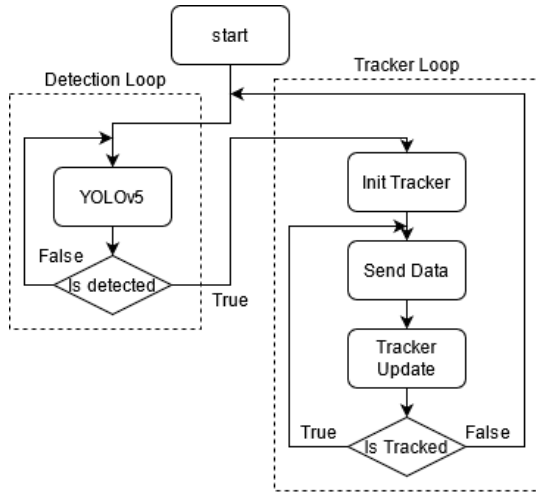 start
Detection Loop
Tracker Loop
YOLOv5
Init Tracker
False
Is detected
True
Send Data
Tracker
Update
True
Is Tracked
False